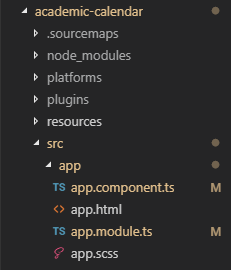 academic-calendar
.sourcemaps
node_modules
platforms
plugins
resources
src
app
TS app.component.ts M
<> app.html
TS app.module.ts M
app.scss